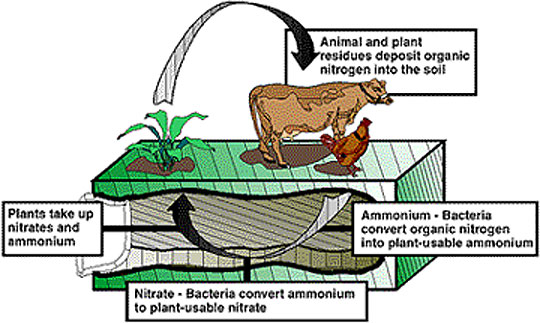 Animal and plant
residues deposit organic
nitrogen into the soil
Plants take up
nitrates and
ammonium
Ammonium - Bacteria
convert organic nitrogen
into plant-usable ammonium
Nitrate - Bacteria convert ammonium
to plant-usable nitrate